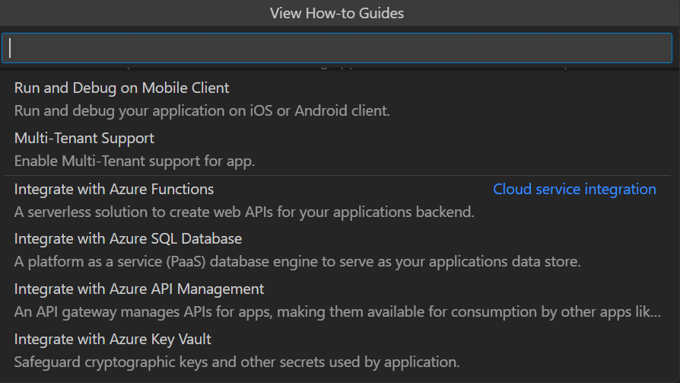 View How-to Guides
Run and Debug on Mobile Client
Run and debug your application on iOS or Android client.
Multi-Tenant Support
Enable Multi-Tenant support for app.
Integrate with Azure Functions Cloud service integration
A serverless solution to create web APIs for your applications backend.
Integrate with Azure SQL Database
A platform as a service (PaaS) database engine to serve as your applications data store.
Integrate with Azure API Management
An API gateway manages APIs for apps, making them available for consumption by other apps lik...
Integrate with Azure Key Vault
Safeguard cryptographic keys and other secrets used by application.